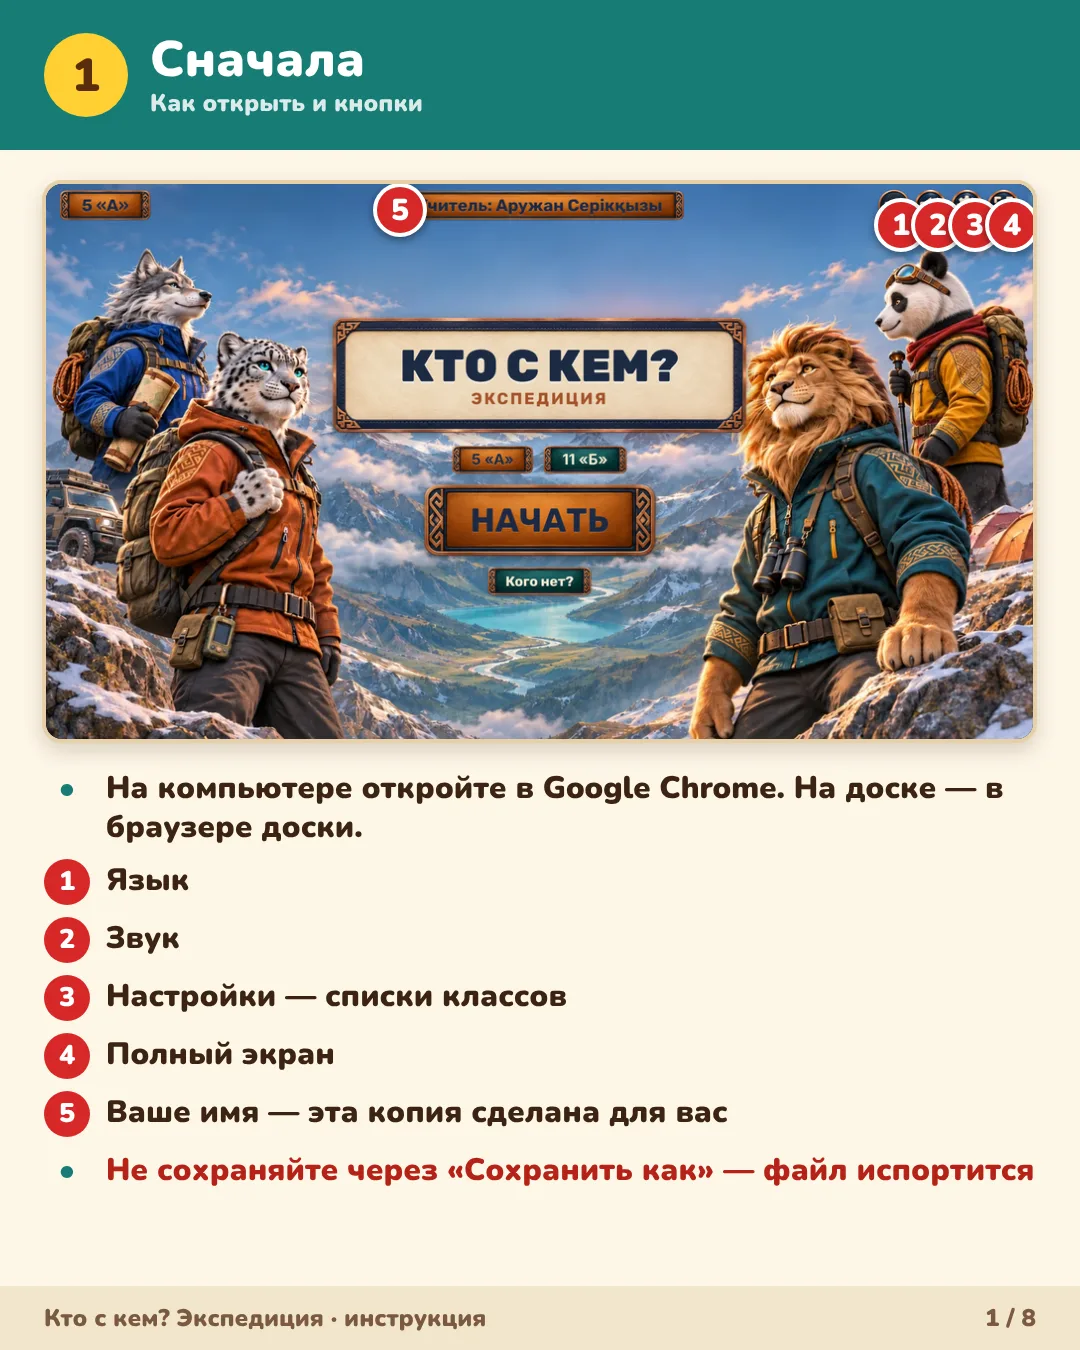 1
Сначала
Как открыть и кнопки
5 «А»
5
читель: Аружан Серікқызы
1 2 3 4
КТО С КЕМ?
ЭКСПЕДИЦИЯ
5 «А»
11 «Б»
НАЧАТЬ
Кого нет?
• На компьютере откройте в Google Chrome. На доске — в
браузере доски.
1 Язык
2 Звук
3 Настройки — списки классов
4 Полный экран
5 Ваше имя — эта копия сделана для вас
• Не сохраняйте через «Сохранить как» — файл испортится
Кто с кем? Экспедиция · инструкция
1 / 8